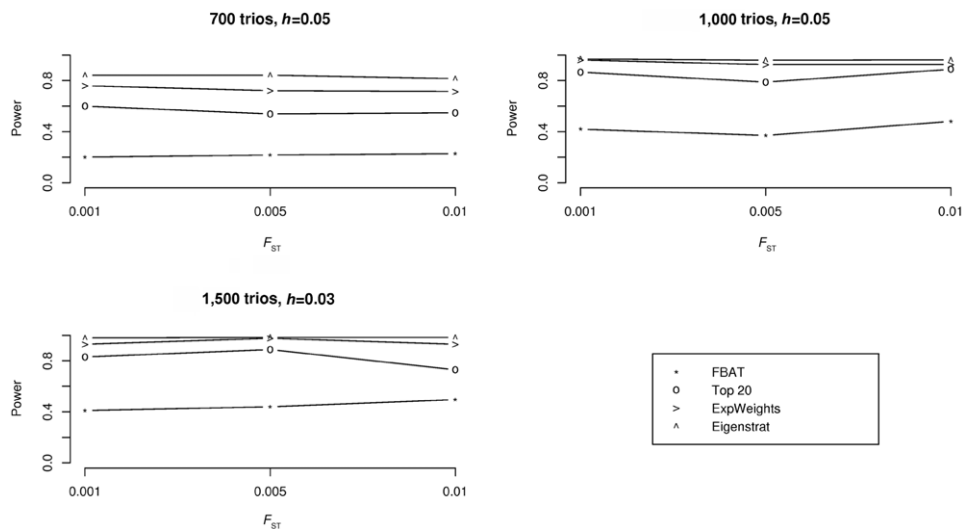 700 trios, h=0.05
Power
0.8
0.4
0.0
0.001 0.005 0.01
FST
1,000 trios, h=0.05
Power
0.8
0.4
0.0
0.001 0.005 0.01
FST
1,500 trios, h=0.03
Power
0.8
0.4
0.0
0.001 0.005 0.01
FST
* FBAT
o Top 20
> ExpWeights
^ Eigenstrat